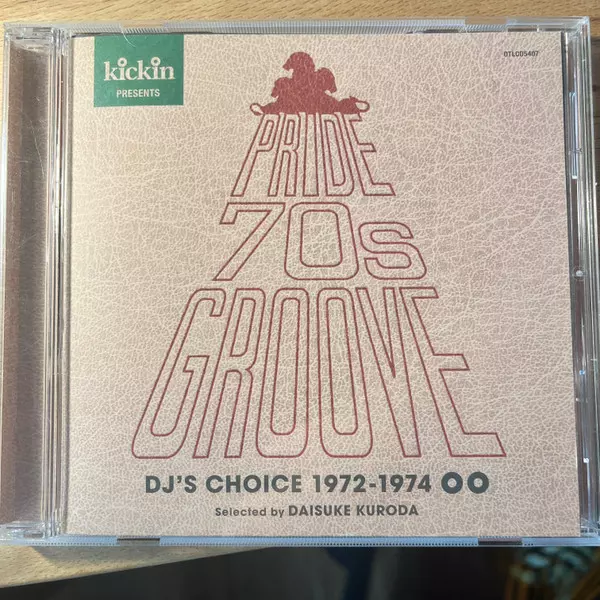 kickin
PRESENTS
OTLCD5407
PRIDE
70s
GROOVE
DJ'S CHOICE 1972-1974
Selected by DAISUKE KURODA